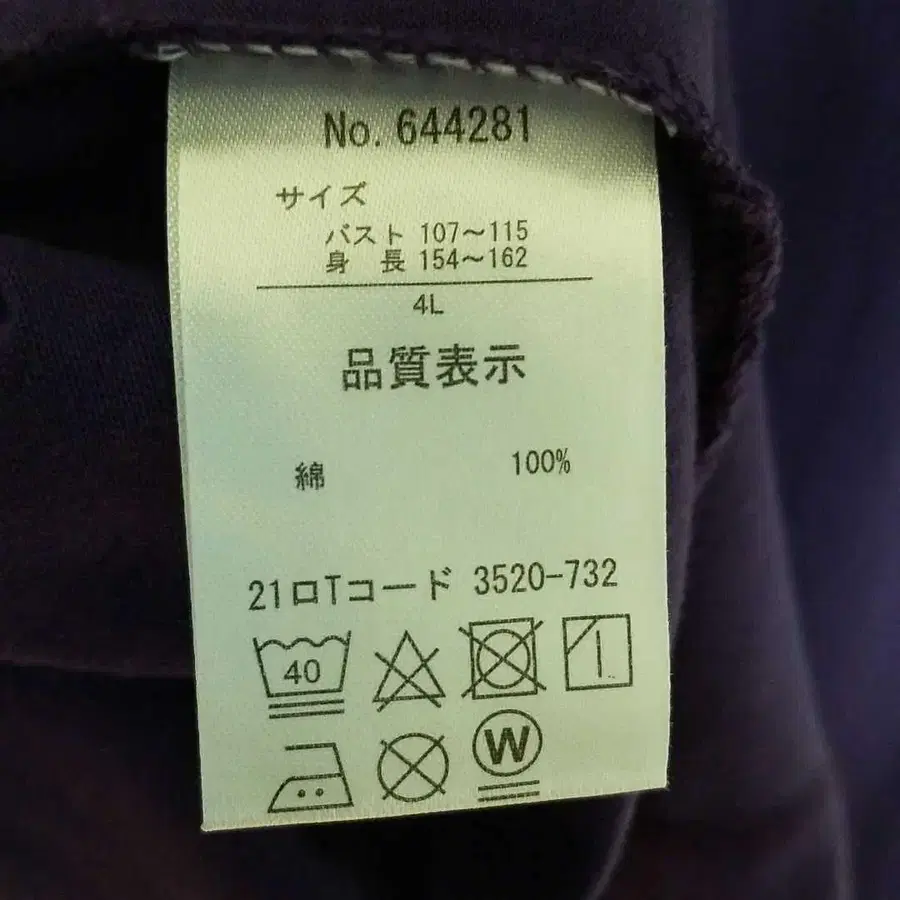 No. 644281
サイズ
バスト 107～115
身 長 154～162
4L
品質表示
綿 100%
21ロTコード 3520-732
40
W